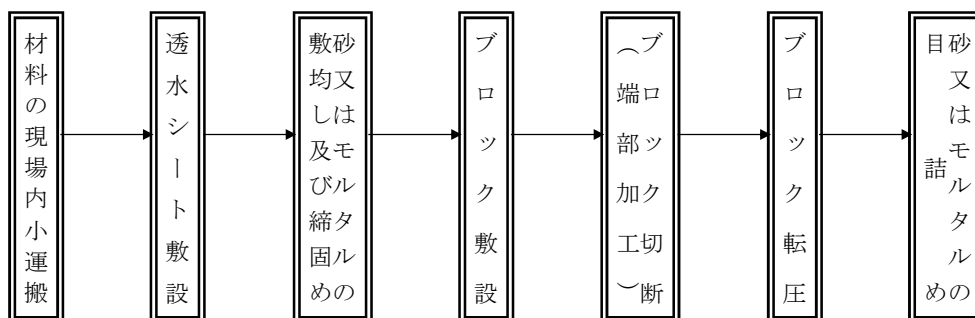 材料の現場内小運搬
透水シート敷設
砂又はモルタルの
敷均し及び締固め
ブロック敷設
ブロック切断
（端部加工）
ブロック転圧
砂又はモルタルの
目詰め